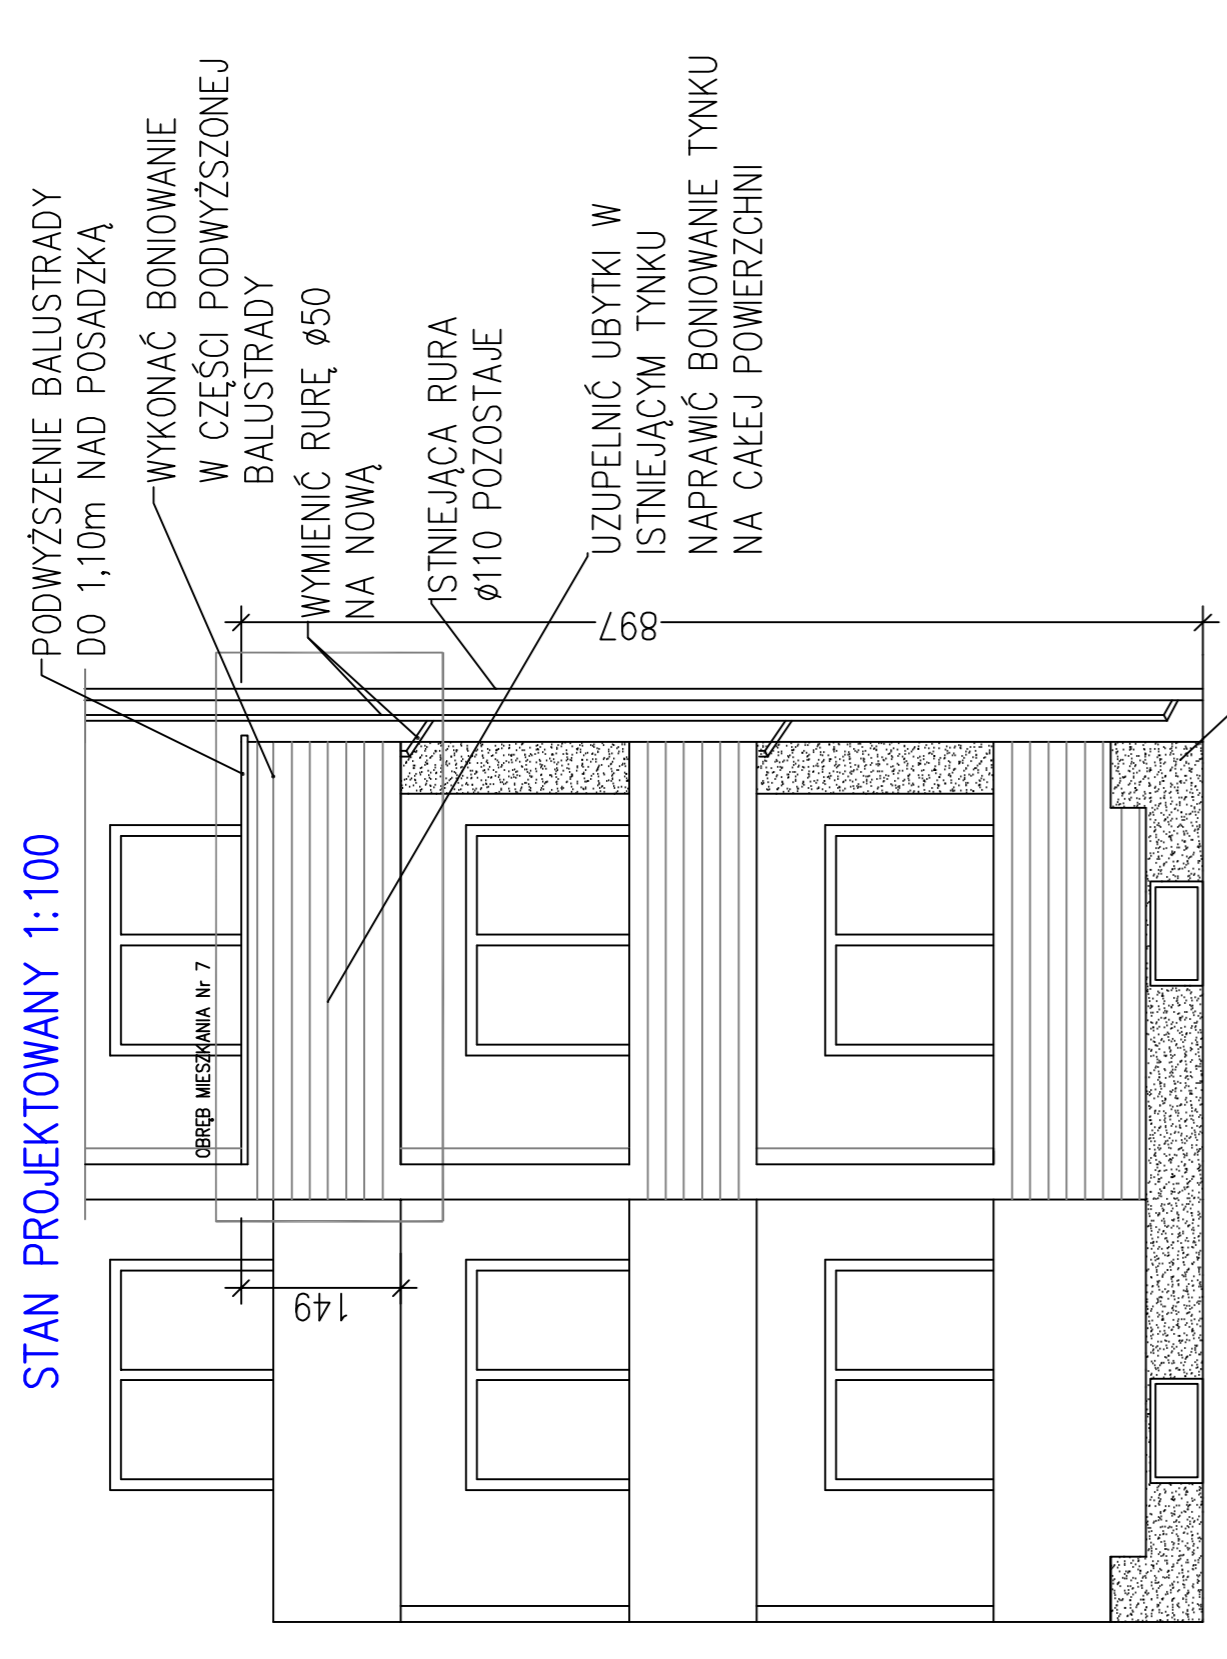 STAN PROJEKTOWANY 1:100
PODWYŻSZENIE BALUSTRADY
DO 1,10m NAD POSADZKĄ
WYKONAĆ BONIOWANIE
W CZĘŚCI PODWYŻSZONEJ
BALUSTRADY
WYMIENIĆ RURĘ ø50
NA NOWĄ
ISTNIEJĄCA RURA
ø110 POZOSTAJE
UZUPEŁNIĆ UBYTKI W
ISTNIEJĄCYM TYNKU
NAPRAWIĆ BONIOWANIE TYNKU
NA CAŁEJ POWIERZCHNI
OBRĘB MIESZKANIA Nr 7
149
897